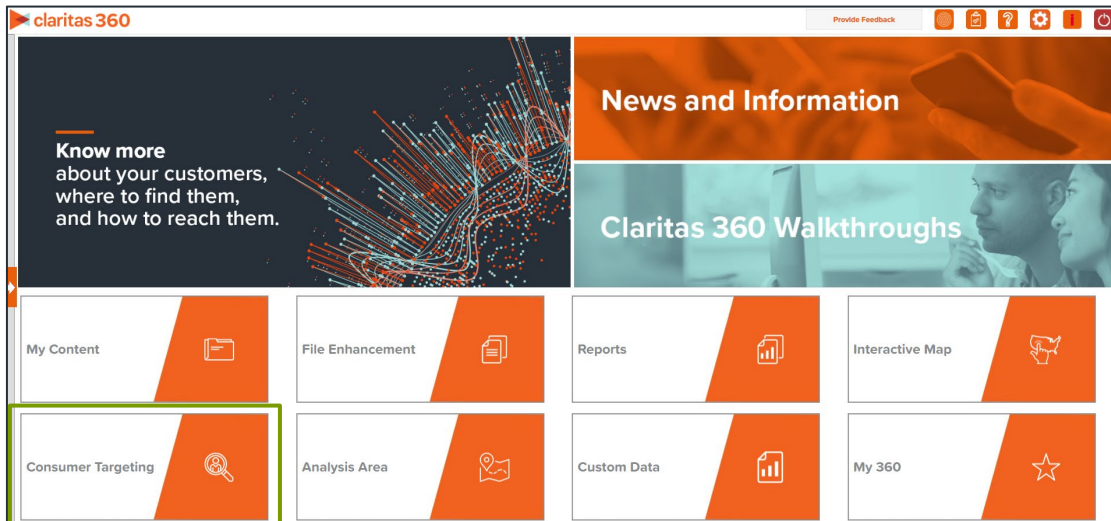 claritas 360
Provide Feedback
Know more
about your customers,
where to find them,
and how to reach them.
News and Information
Claritas 360 Walkthroughs
My Content
File Enhancement
Reports
Interactive Map
Consumer Targeting
Analysis Area
Custom Data
My 360